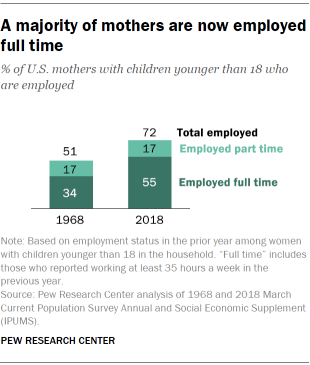 A majority of mothers are now employed
full time
% of U.S. mothers with children younger than 18 who
are employed
72 Total employed
51
17 Employed part time
17
55 Employed full time
34
1968 2018
Note: Based on employment status in the prior year among women
with children younger than 18 in the household. “Full time” includes
those who reported working at least 35 hours a week in the
previous year.
Source: Pew Research Center analysis of 1968 and 2018 March
Current Population Survey Annual and Social Economic Supplement
(IPUMS).
PEW RESEARCH CENTER